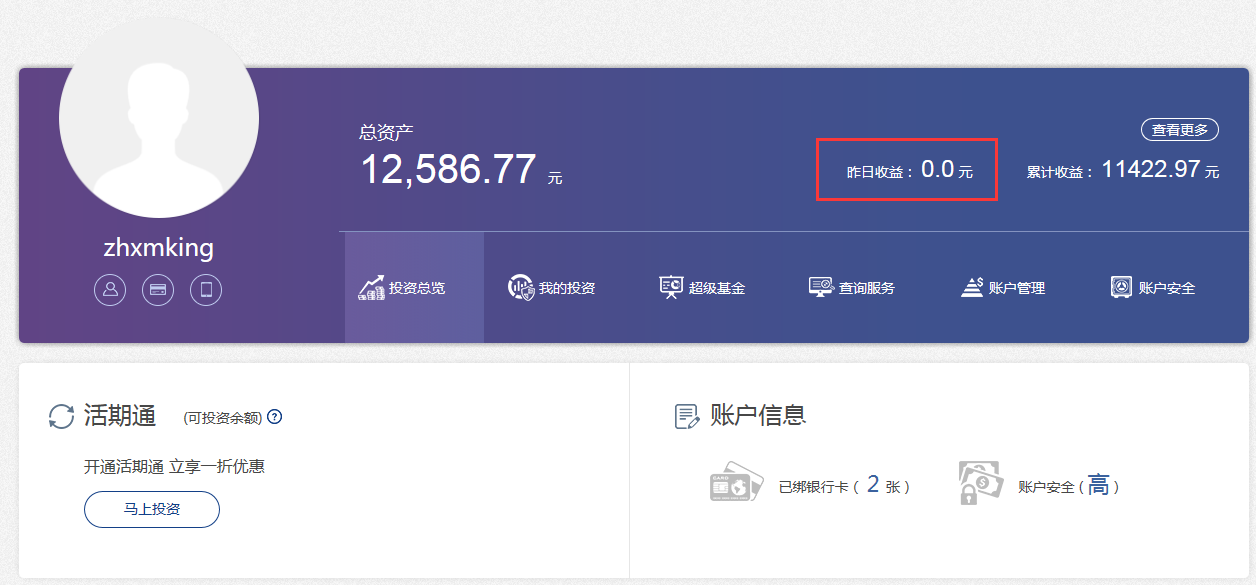 总资产
12,586.77 元
查看更多
昨日收益： 0.0 元
累计收益： 11422.97 元
zhxmking
投资总览
我的投资
超级基金
查询服务
账户管理
账户安全
活期通 (可投资余额) ?
开通活期通 立享一折优惠
马上投资
账户信息
已绑银行卡（ 2 张）
账户安全（高）